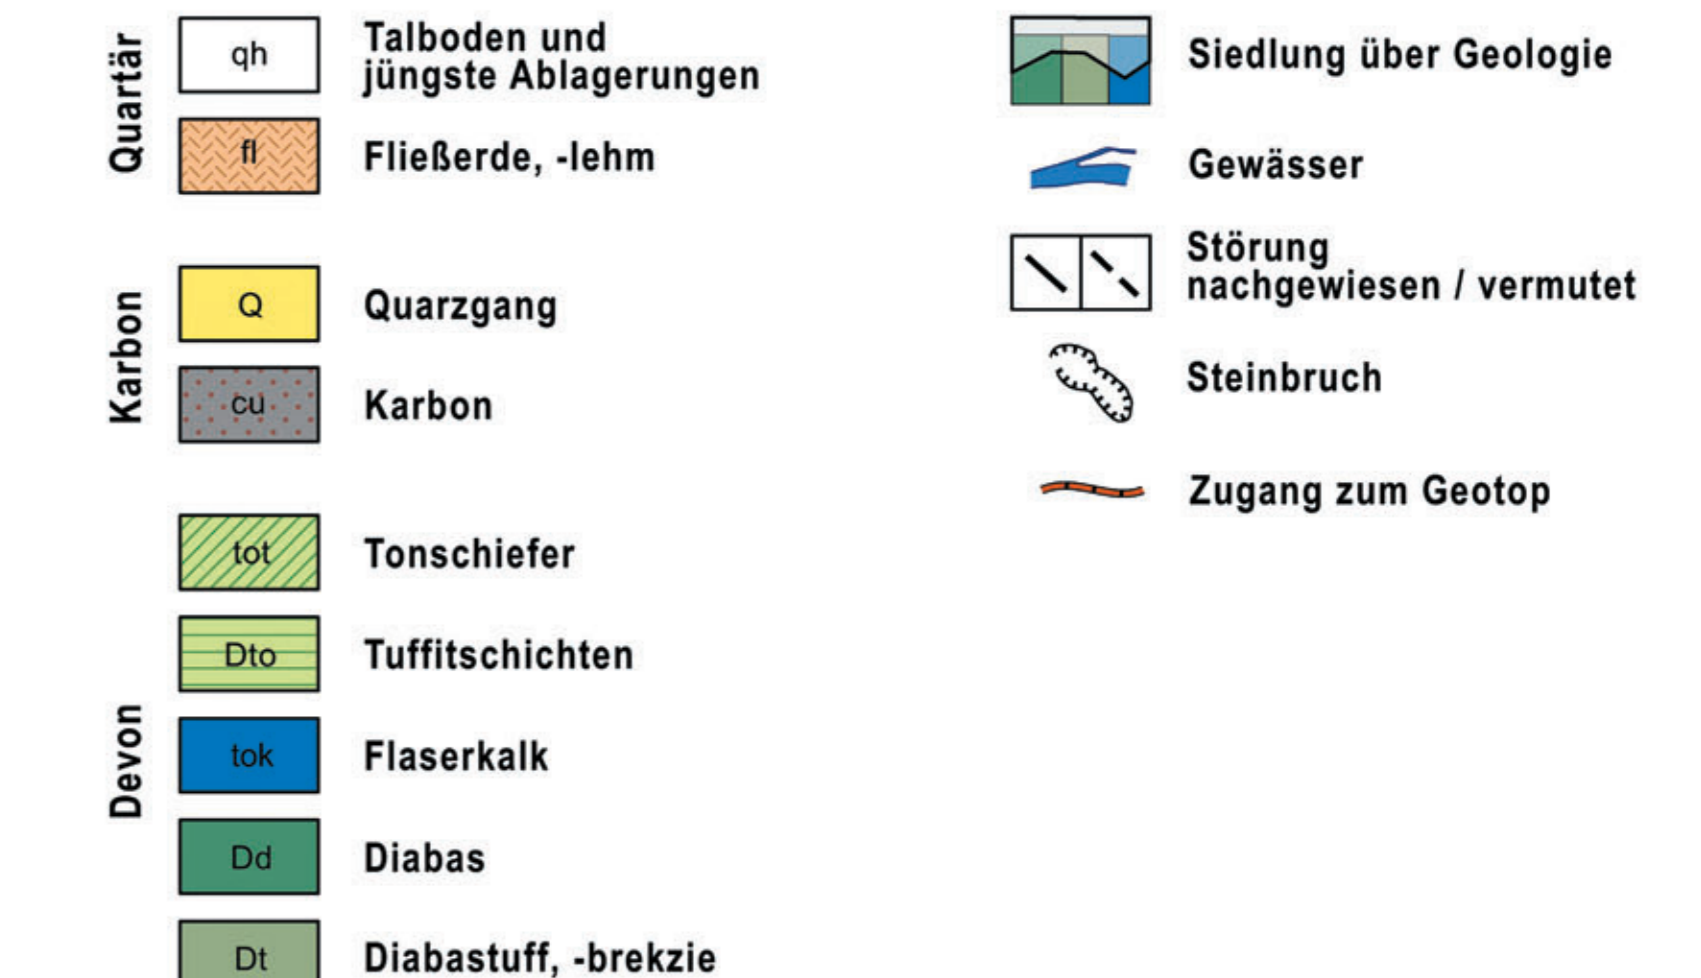 Quartär
qh
Talboden und
jüngste Ablagerungen
fl
Fließerde, -lehm
Karbon
Q
Quarzgang
cu
Karbon
Devon
tot
Tonschiefer
Dto
Tuffitschichten
tok
Flaserkalk
Dd
Diabas
Dt
Diabastuff, -brekzie
Siedlung über Geologie
Gewässer
Störung
nachgewiesen / vermutet
Steinbruch
Zugang zum Geotop